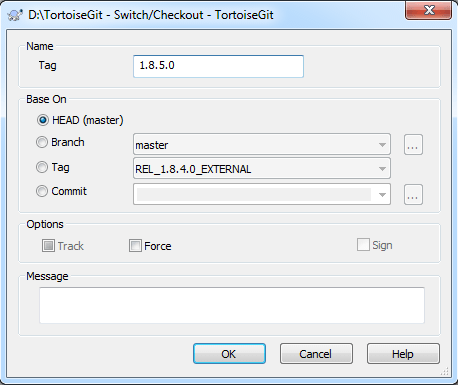 D:\TortoiseGit - Switch/Checkout - TortoiseGit
Name
Tag 1.8.5.0
Base On
HEAD (master)
Branch master ...
Tag REL_1.8.4.0_EXTERNAL
Commit ...
Options
Track Force Sign
Message
OK Cancel Help